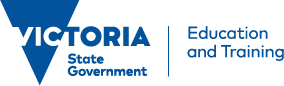 VICTORIA
State
Government
Education
and Training